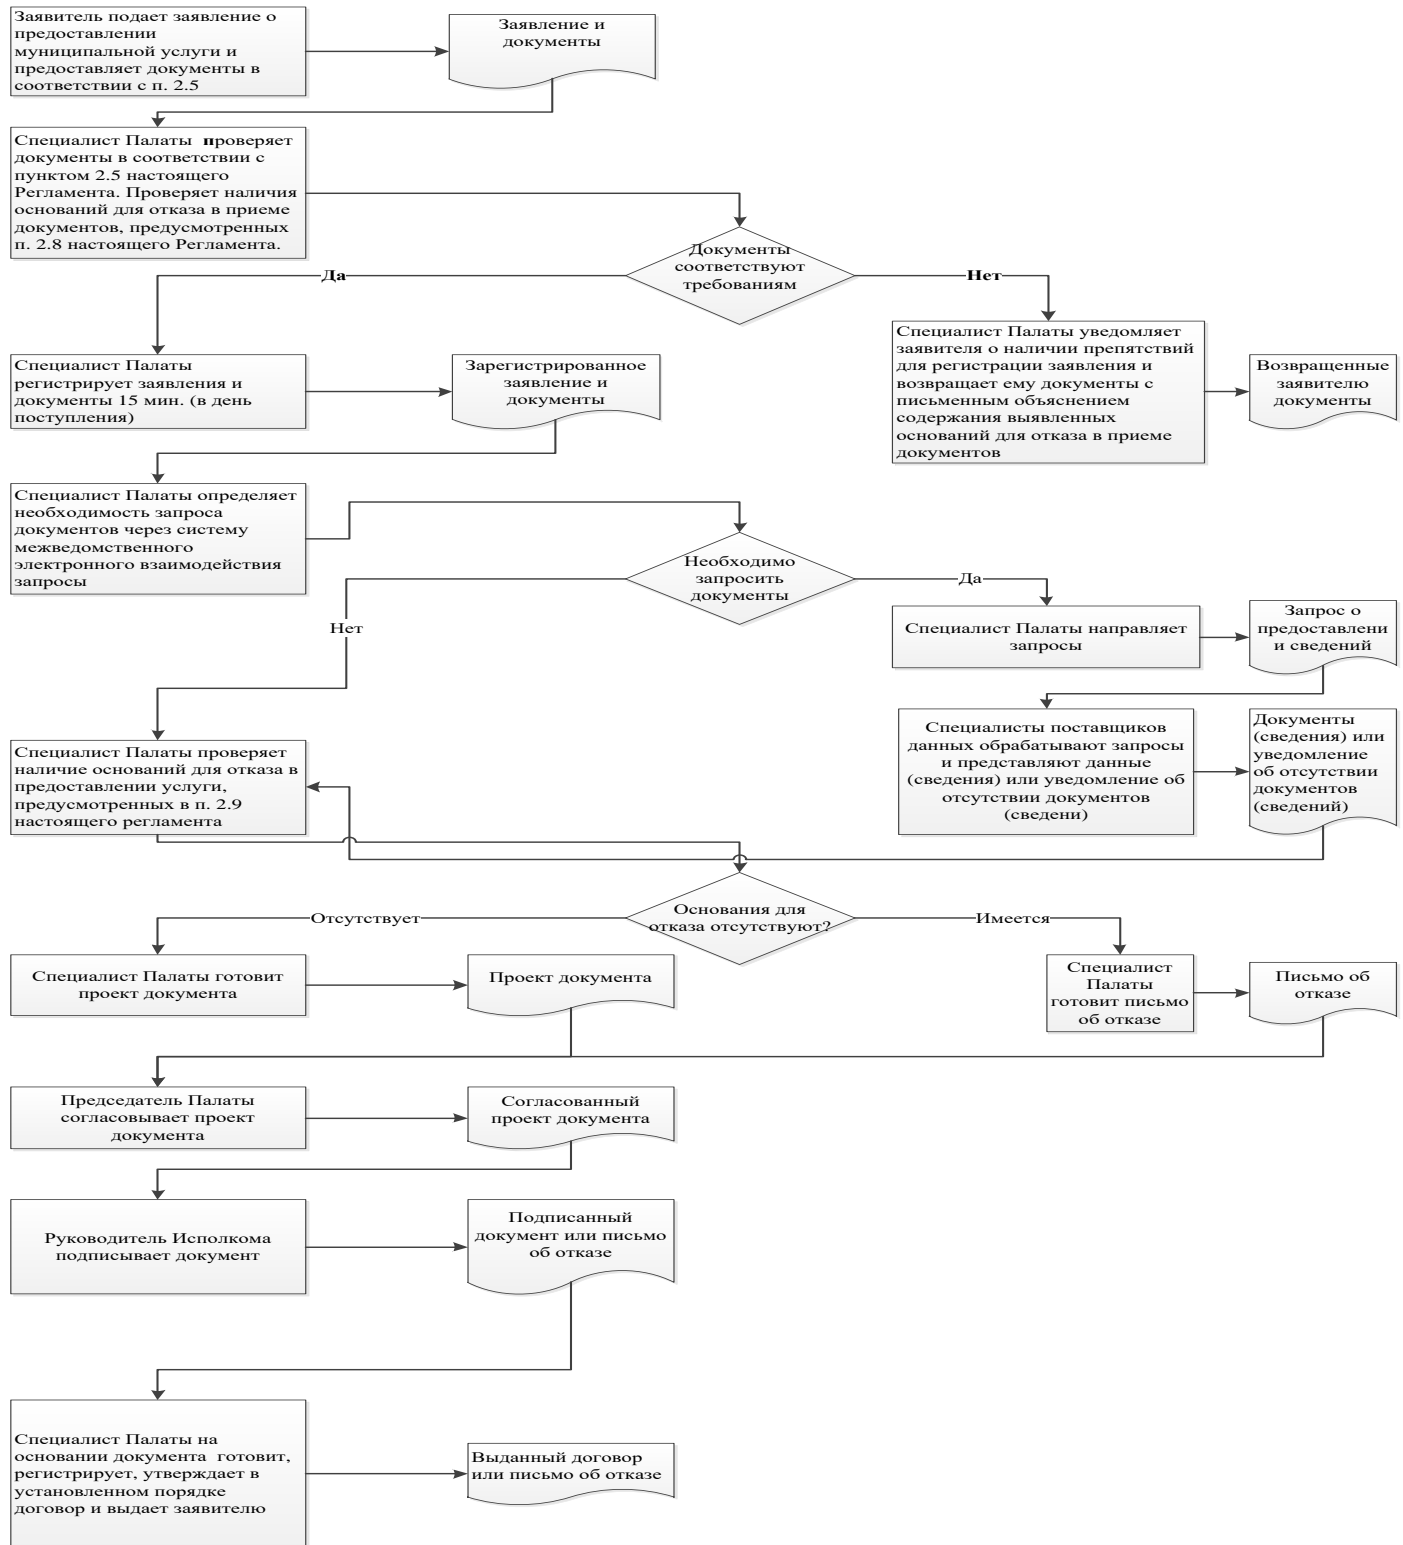 Заявитель подает заявление о
предоставлении
муниципальной услуги и
предоставляет документы в
соответствии с п. 2.5
Заявление и
документы
Специалист Палаты  проверяет
документы в соответствии с
пунктом 2.5 настоящего
Регламента. Проверяет наличия
оснований для отказа в приеме
документов, предусмотренных
п. 2.8 настоящего Регламента.
Документы
соответствуют
требованиям
Да
Нет
Специалист Палаты
регистрирует заявления и
документы 15 мин. (в день
поступления)
Зарегистрированное
заявление и
документы
Специалист Палаты уведомляет
заявителя о наличии препятствий
для регистрации заявления и
возвращает ему документы с
письменным объяснением
содержания выявленных
оснований для отказа в приеме
документов
Возвращенные
заявителю
документы
Специалист Палаты определяет
необходимость запроса
документов через систему
межведомственного
электронного взаимодействия
запросы
Необходимо
запросить
документы
Да
Нет
Специалист Палаты направляет
запросы
Запрос о
предоставлени
и сведений
Специалист Палаты проверяет
наличие оснований для отказа в
предоставлении услуги,
предусмотренных в п. 2.9
настоящего регламента
Специалисты поставщиков
данных обрабатывают запросы
и представляют данные
(сведения) или уведомление об
отсутствии документов
(сведени)
Документы
(сведения) или
уведомление
об отсутствии
документов
(сведений)
Основания для
отказа отсутствуют?
Отсутствует
Имеется
Специалист Палаты готовит
проект документа
Проект документа
Специалист
Палаты
готовит письмо
об отказе
Письмо об
отказе
Председатель Палаты
согласовывает проект
документа
Согласованный
проект документа
Руководитель Исполкома
подписывает документ
Подписанный
документ или письмо
об отказе
Специалист Палаты на
основании документа  готовит,
регистрирует, утверждает в
установленном порядке
договор и выдает заявителю
Выданный договор
или письмо об отказе